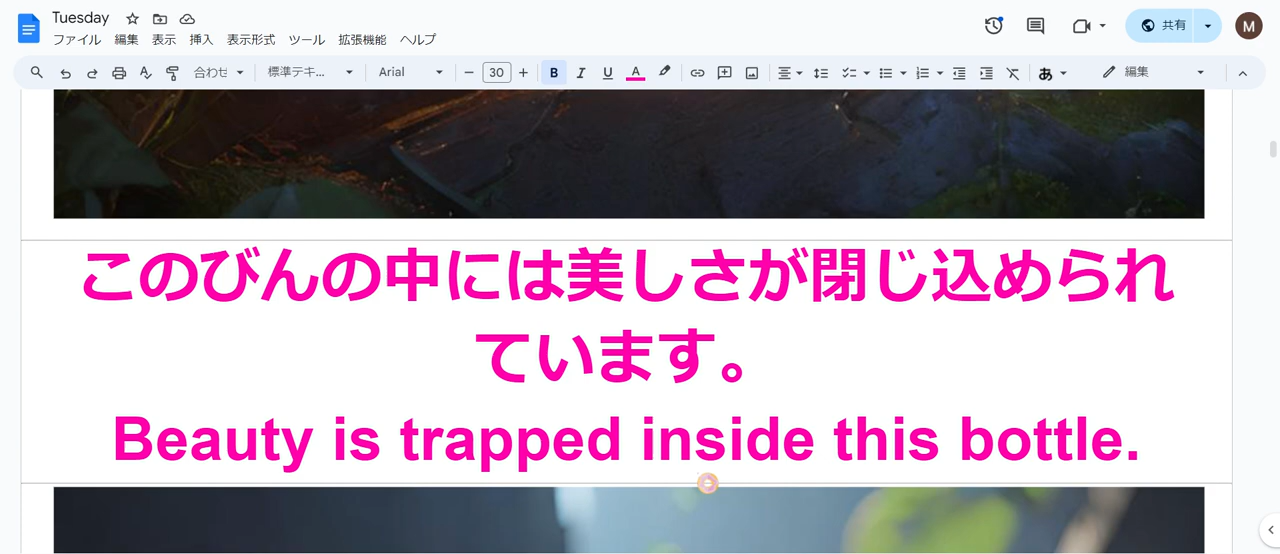 Tuesday
ファイル 編集 表示 挿入 表示形式 ツール 拡張機能 ヘルプ
共有
M
合わせ 標準テキ... Arial 30 B I U A あ 編集
このびんの中には美しさが閉じ込められ
ています。
Beauty is trapped inside this bottle.